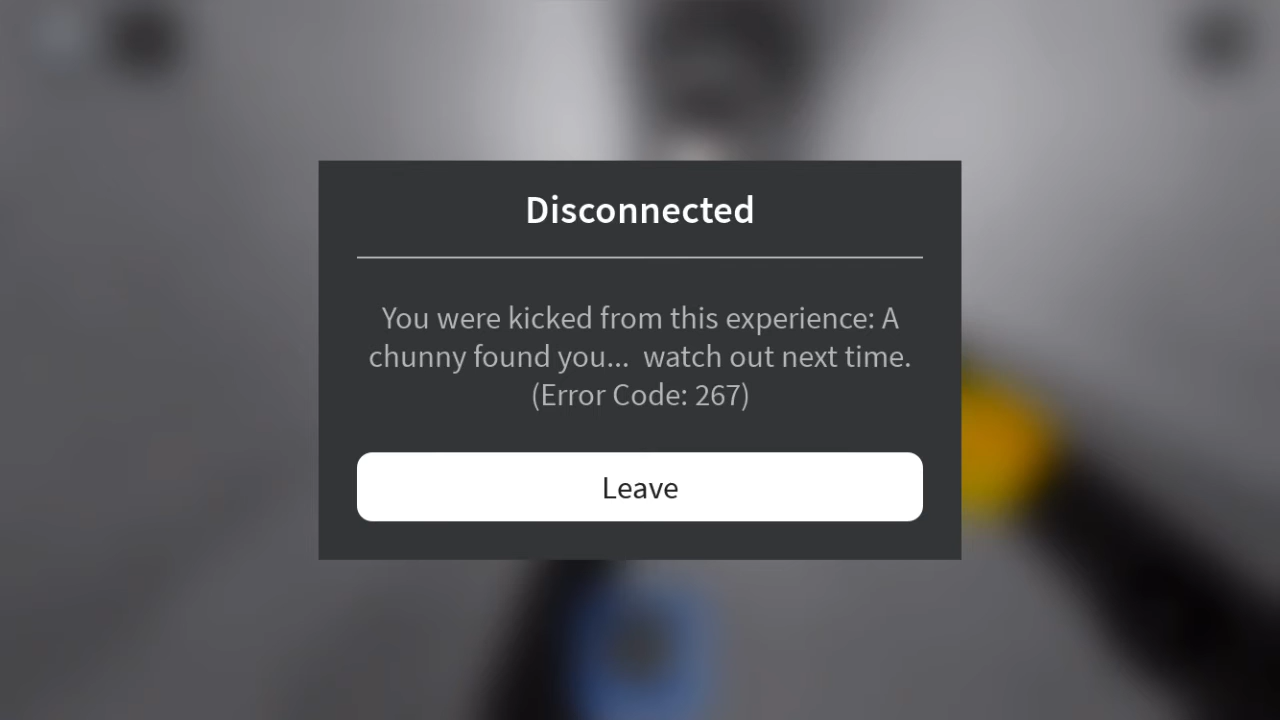 Disconnected
You were kicked from this experience: A
chunny found you...  watch out next time.
(Error Code: 267)
Leave